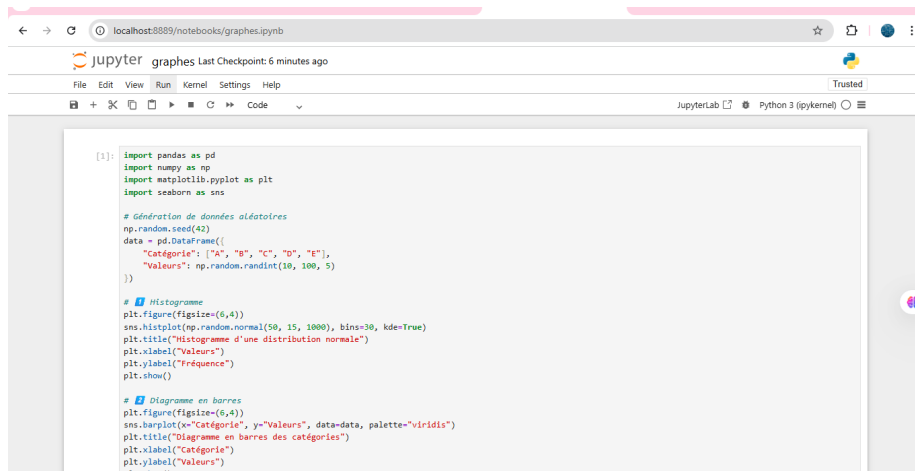 localhost:8889/notebooks/graphes.ipynb
jupyter graphes Last Checkpoint: 6 minutes ago
File Edit View Run Kernel Settings Help
Trusted
Code
JupyterLab
Python 3 (ipykernel)
[1]:
import pandas as pd
import numpy as np
import matplotlib.pyplot as plt
import seaborn as sns
# Génération de données aléatoires
np.random.seed(42)
data = pd.DataFrame({
"Catégorie": ["A", "B", "C", "D", "E"],
"Valeurs": np.random.randint(10, 100, 5)
})
# 1 Histogramme
plt.figure(figsize=(6,4))
sns.histplot(np.random.normal(50, 15, 1000), bins=30, kde=True)
plt.title("Histogramme d'une distribution normale")
plt.xlabel("Valeurs")
plt.ylabel("Fréquence")
plt.show()
# 2 Diagramme en barres
plt.figure(figsize=(6,4))
sns.barplot(x="Catégorie", y="Valeurs", data=data, palette="viridis")
plt.title("Diagramme en barres des catégories")
plt.xlabel("Catégorie")
plt.ylabel("Valeurs")